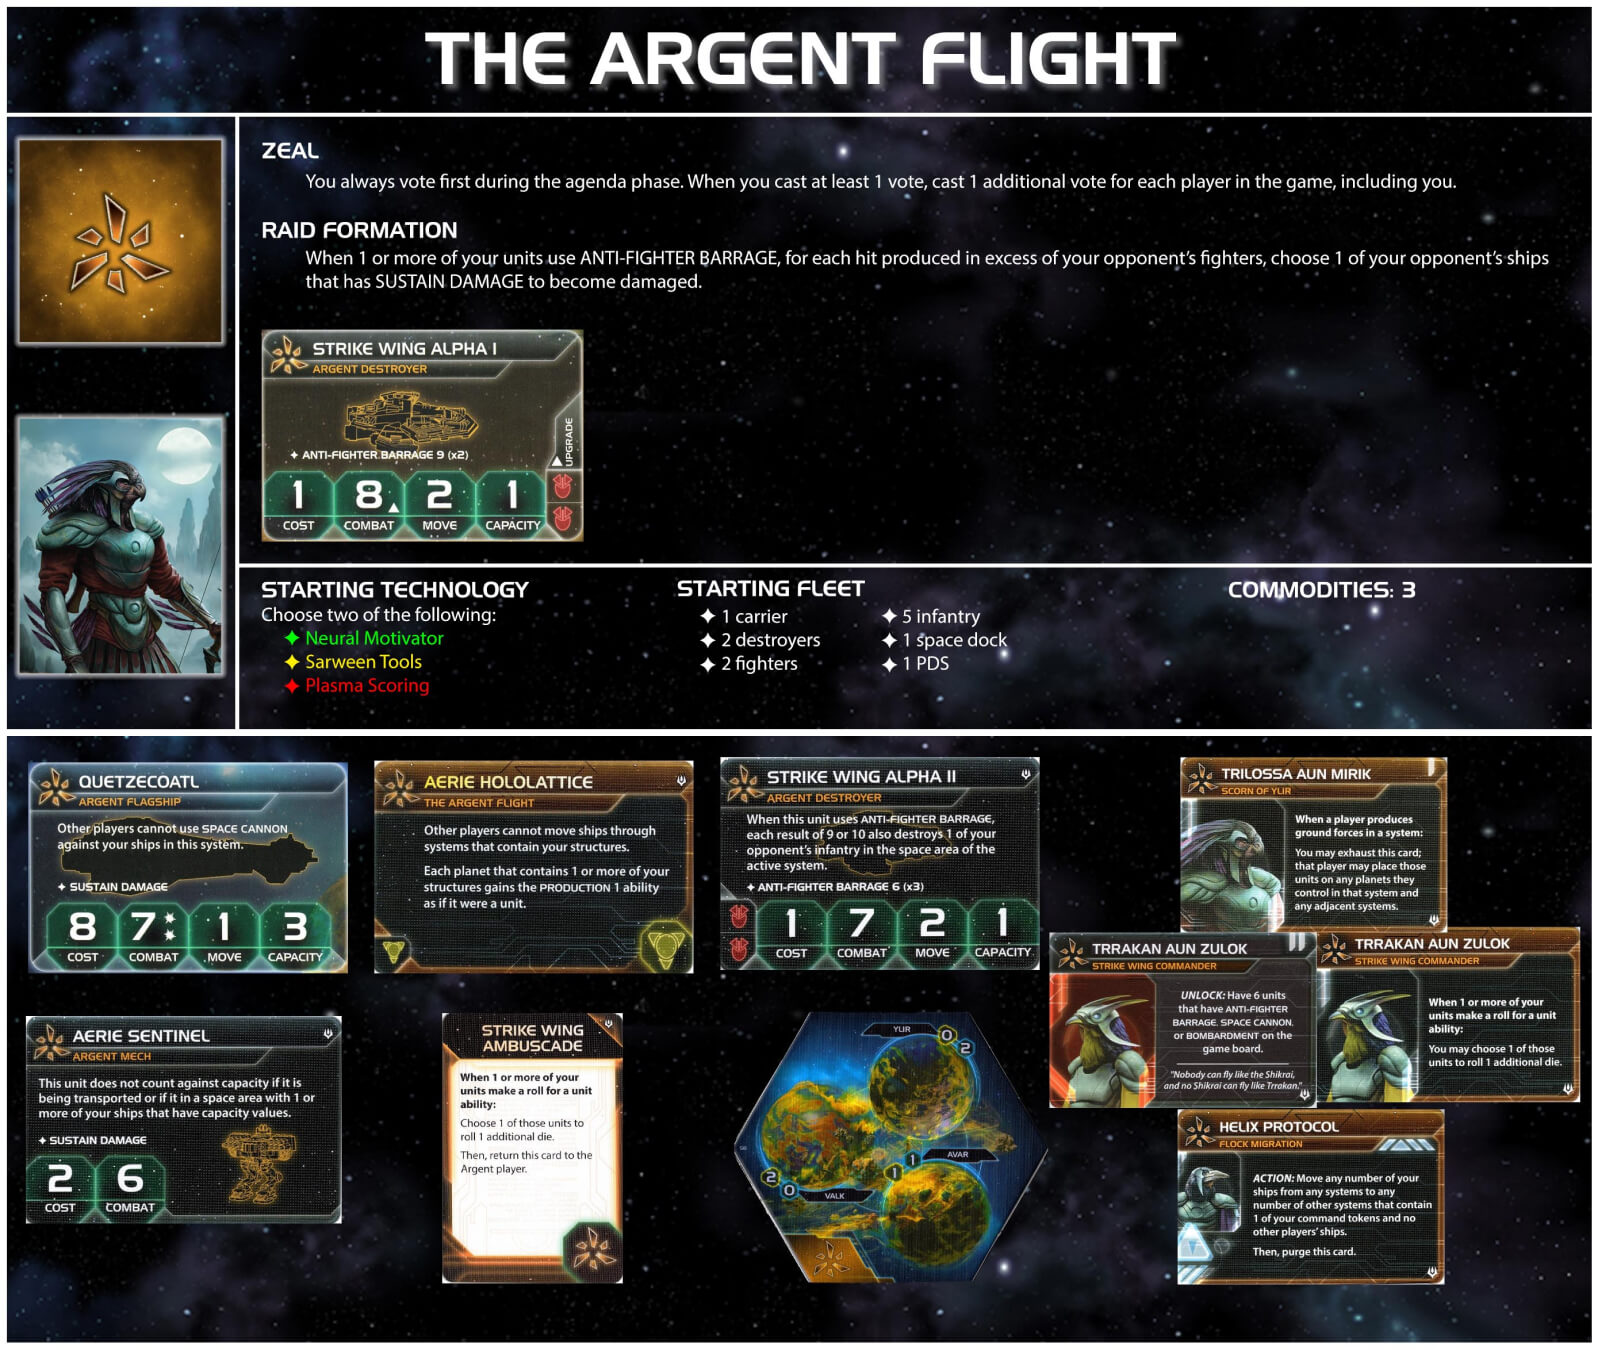 THE ARGENT FLIGHT
ZEAL
You always vote first during the agenda phase. When you cast at least 1 vote, cast 1 additional vote for each player in the game, including you.
RAID FORMATION
When 1 or more of your units use ANTI-FIGHTER BARRAGE, for each hit produced in excess of your opponent's fighters, choose 1 of your opponent's ships
that has SUSTAIN DAMAGE to become damaged.
STRIKE WING ALPHA I
ARGENT DESTROYER
ANTI-FIGHTER BARRAGE 9 (x2)
UPGRADE
1 8 2 1
COST COMBAT MOVE CAPACITY
STARTING TECHNOLOGY
Choose two of the following:
Neural Motivator
Sarween Tools
Plasma Scoring
STARTING FLEET
1 carrier
2 destroyers
2 fighters
5 infantry
1 space dock
1 PDS
COMMODITIES: 3
QUETZECOATL
ARGENT FLAGSHIP
Other players cannot use SPACE CANNON
against your ships in this system.
SUSTAIN DAMAGE
8 7 1 3
COST COMBAT MOVE CAPACITY
AERIE HOLOLATTICE
THE ARGENT FLIGHT
Other players cannot move ships through
systems that contain your structures.
Each planet that contains 1 or more of your
structures gains the PRODUCTION 1 ability
as if it were a unit.
STRIKE WING ALPHA II
ARGENT DESTROYER
When this unit uses ANTI-FIGHTER BARRAGE,
each result of 9 or 10 also destroys 1 of your
opponent's infantry in the space area of the
active system.
ANTI-FIGHTER BARRAGE 6 (x3)
1 7 2 1
COST COMBAT MOVE CAPACITY
TRILOSSA AUN MIRIK
SCORN OF YLIR
When a player produces
ground forces in a system:
You may exhaust this card;
that player may place those
units on any planets they
control in that system and
any adjacent systems.
TRRAKAN AUN ZULOK
STRIKE WING COMMANDER
UNLOCK: Have 6 units
that have ANTI-FIGHTER
BARRAGE, SPACE CANNON,
or BOMBARDMENT on the
game board.
"Nobody can fly like the Shikrai,
and no Shikrai can fly like Trrakan."
TRRAKAN AUN ZULOK
STRIKE WING COMMANDER
When 1 or more of your
units make a roll for a unit
ability:
You may choose 1 of those
units to roll 1 additional die.
AERIE SENTINEL
ARGENT MECH
This unit does not count against capacity if it is
being transported or if it in a space area with 1 or
more of your ships that have capacity values.
SUSTAIN DAMAGE
2 6
COST COMBAT
STRIKE WING
AMBUSCADE
When 1 or more of your
units make a roll for a unit
ability:
Choose 1 of those units to
roll 1 additional die.
Then, return this card to the
Argent player.
YLIR
0
2
AVAR
1 1
VALK
2 0
HELIX PROTOCOL
FLOCK MIGRATION
ACTION: Move any number of your
ships from any systems to any
number of other systems that contain
1 of your command tokens and no
other players' ships.
Then, purge this card.